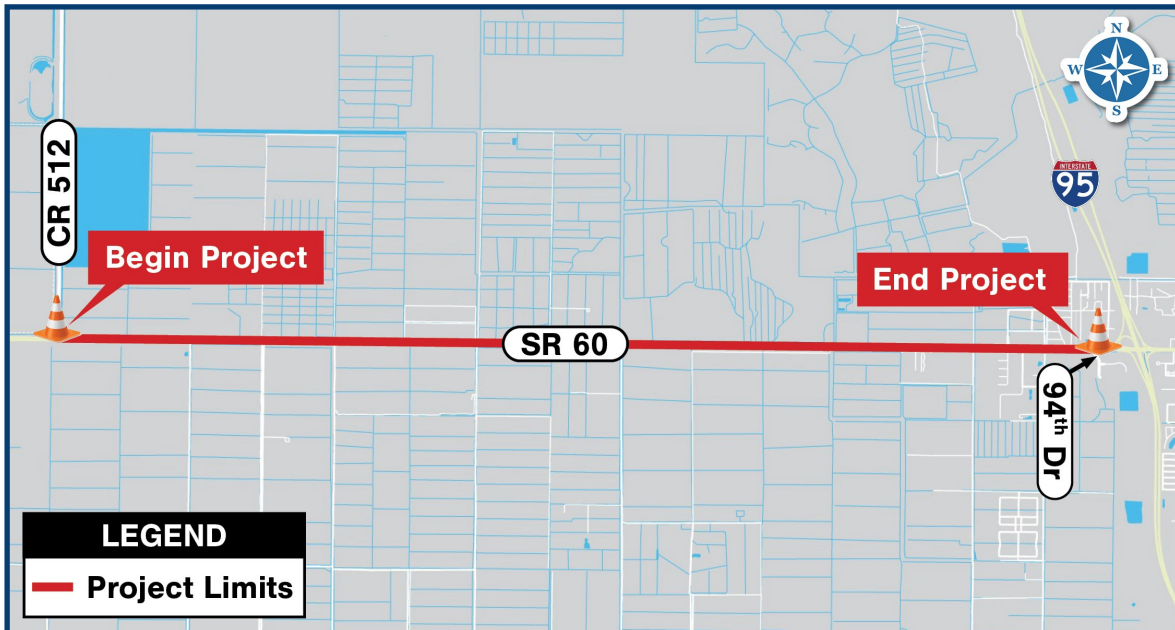 N
W E
S
INTERSTATE
95
CR 512
Begin Project
End Project
SR 60
94th Dr
LEGEND
Project Limits